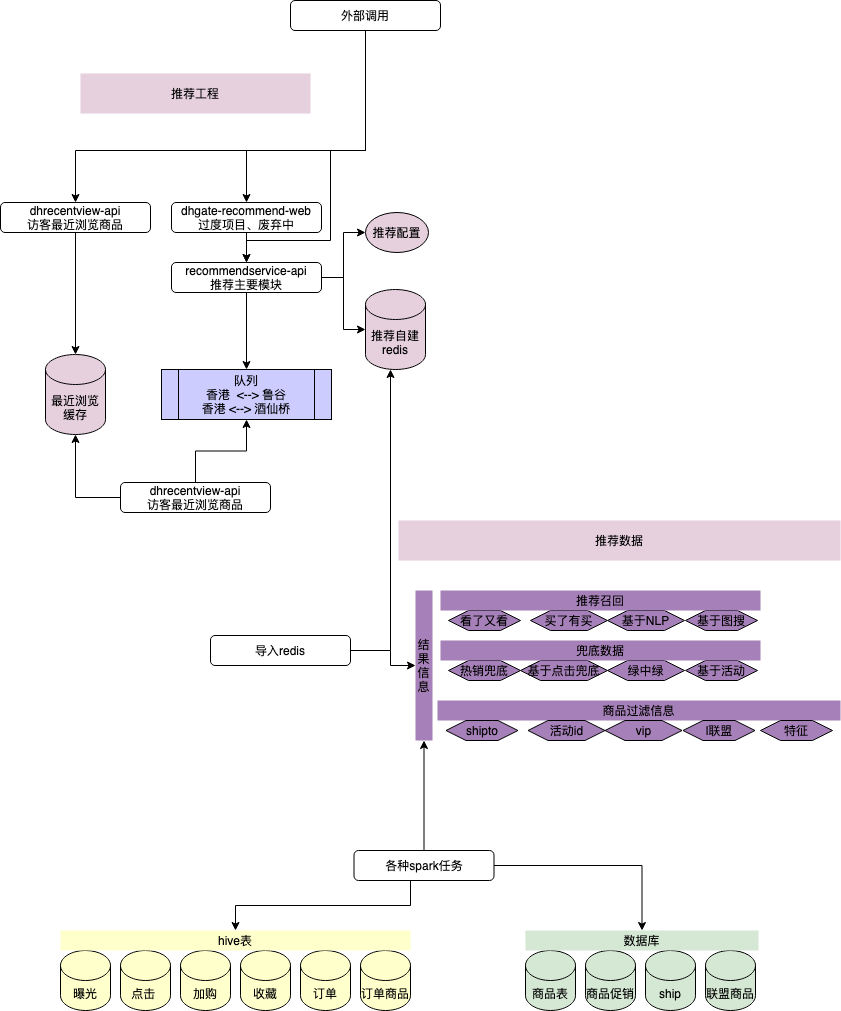 外部调用
推荐工程
dhrecentview-api
访客最近浏览商品
dhgate-recommend-web
过度项目、废弃中
推荐配置
recommendservice-api
推荐主要模块
推荐自建
redis
最近浏览
缓存
队列
香港 <--> 鲁谷
香港 <--> 酒仙桥
dhrecentview-api
访客最近浏览商品
推荐数据
导入redis
结果信息
推荐召回
看了又看
买了有买
基于NLP
基于图搜
兜底数据
热销兜底
基于点击兜底
绿中绿
基于活动
商品过滤信息
shipto
活动id
vip
l联盟
特征
各种spark任务
hive表
曝光
点击
加购
收藏
订单
订单商品
数据库
商品表
商品促销
ship
联盟商品